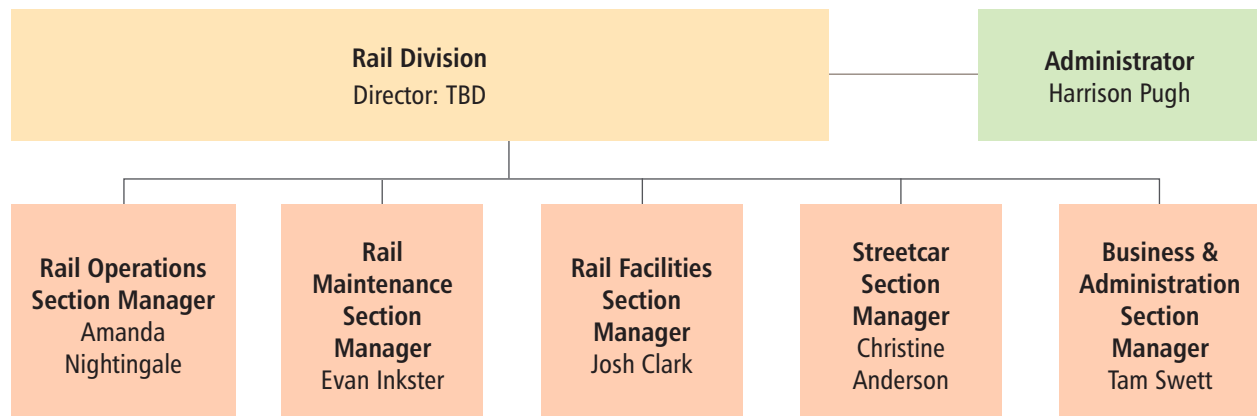 Rail Division
Director: TBD
Administrator
Harrison Pugh
Rail Operations
Section Manager
Amanda
Nightingale
Rail
Maintenance
Section
Manager
Evan Inkster
Rail Facilities
Section
Manager
Josh Clark
Streetcar
Section
Manager
Christine
Anderson
Business &
Administration
Section
Manager
Tam Swett